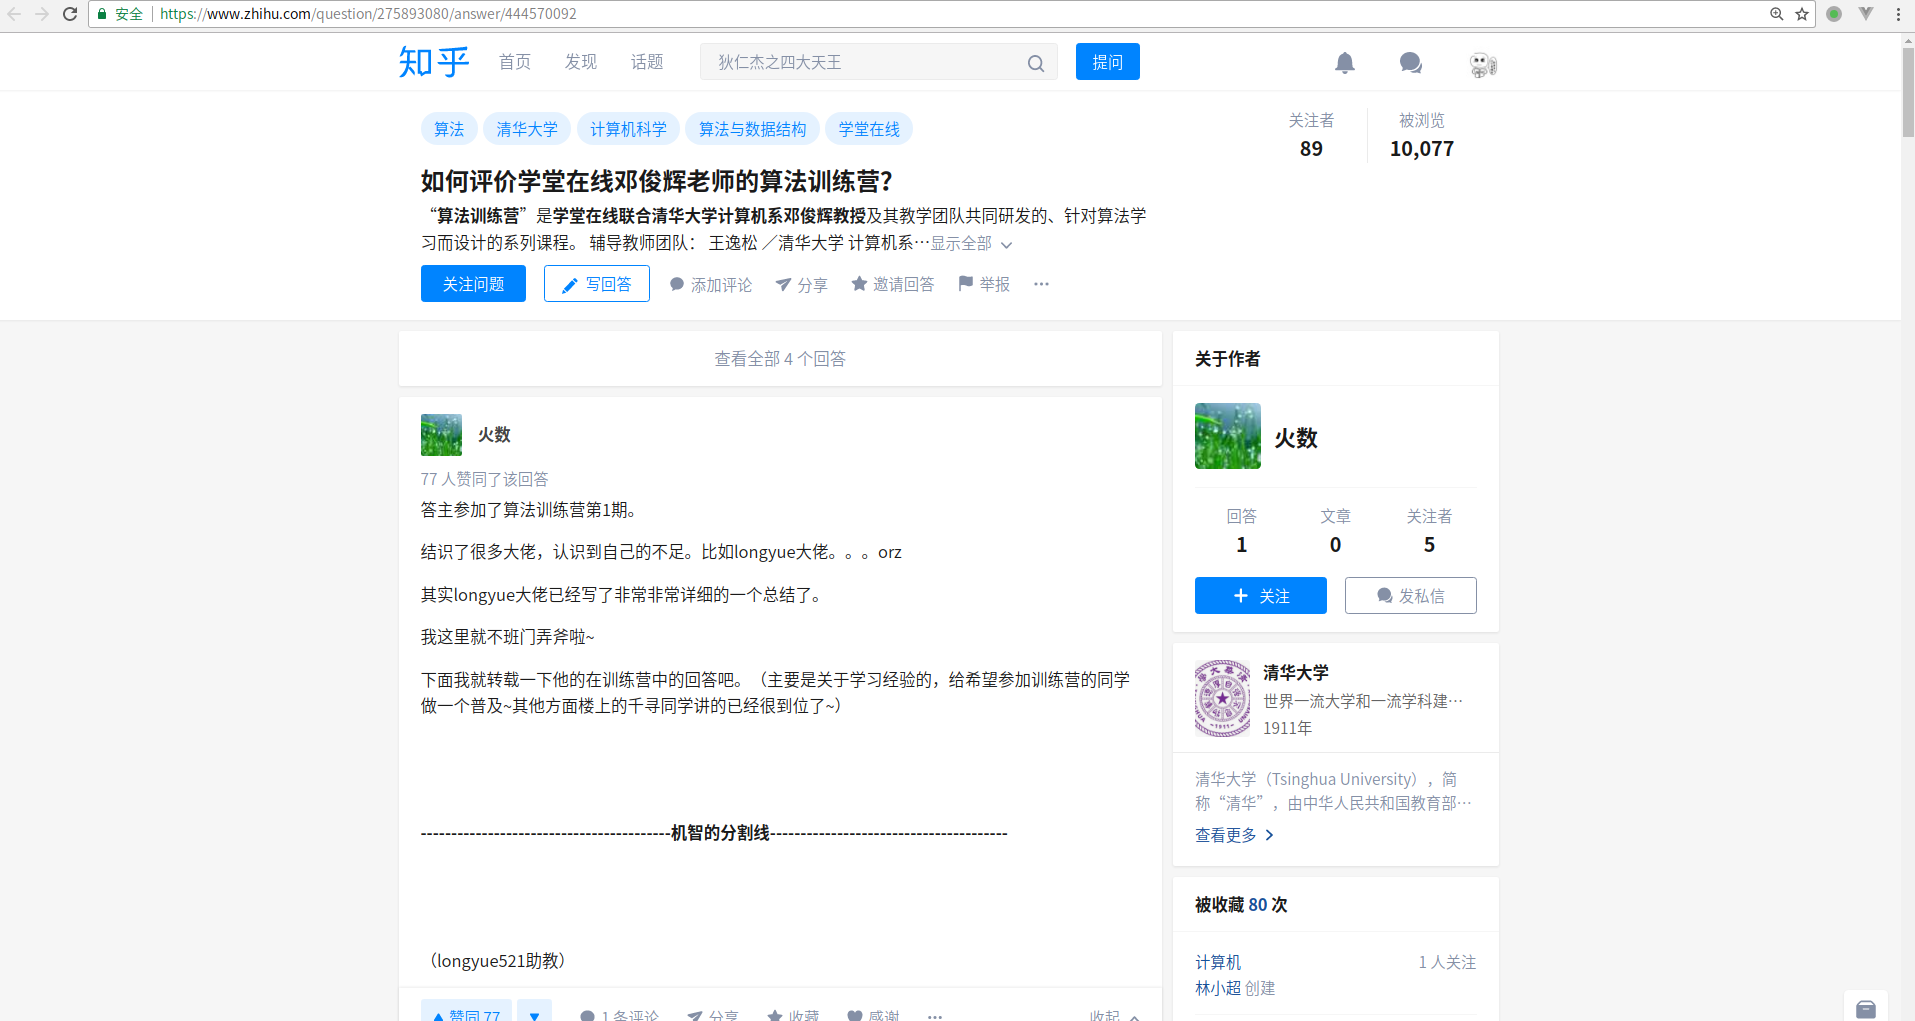 安全 https://www.zhihu.com/question/275893080/answer/444570092
知乎 首页 发现 话题 狄仁杰之四大天王 提问
算法 清华大学 计算机科学 算法与数据结构 学堂在线
关注者 被浏览
89 10,077
如何评价学堂在线邓俊辉老师的算法训练营？
“算法训练营”是学堂在线联合清华大学计算机系邓俊辉教授及其教学团队共同研发的、针对算法学
习而设计的系列课程。 辅导教师团队： 王逸松 ／清华大学 计算机系…显示全部
关注问题 写回答 添加评论 分享 邀请回答 举报 ···
查看全部 4 个回答
火数
77 人赞同了该回答
答主参加了算法训练营第1期。
结识了很多大佬，认识到自己的不足。比如longyue大佬。。。orz
其实longyue大佬已经写了非常非常详细的一个总结了。
我这里就不班门弄斧啦~
下面我就转载一下他的在训练营中的回答吧。（主要是关于学习经验的，给希望参加训练营的同学
做一个普及~其他方面楼上的千寻同学讲的已经很到位了~）
-----------------------------------------机智的分割线---------------------------------------
（longyue521助教）
赞同 77 1 条评论 分享 收藏 感谢 ··· 收起
关于作者
火数
回答 文章 关注者
1 0 5
关注 发私信
清华大学
世界一流大学和一流学科建…
1911年
清华大学（Tsinghua University），简
称“清华”，由中华人民共和国教育部…
查看更多
被收藏 80 次
计算机 1 人关注
林小超 创建